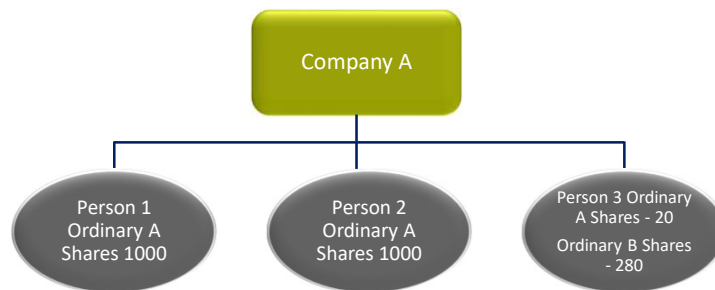 Company A
Person 1
Ordinary A
Shares 1000
Person 2
Ordinary A
Shares 1000
Person 3 Ordinary
A Shares - 20
Ordinary B Shares
- 280